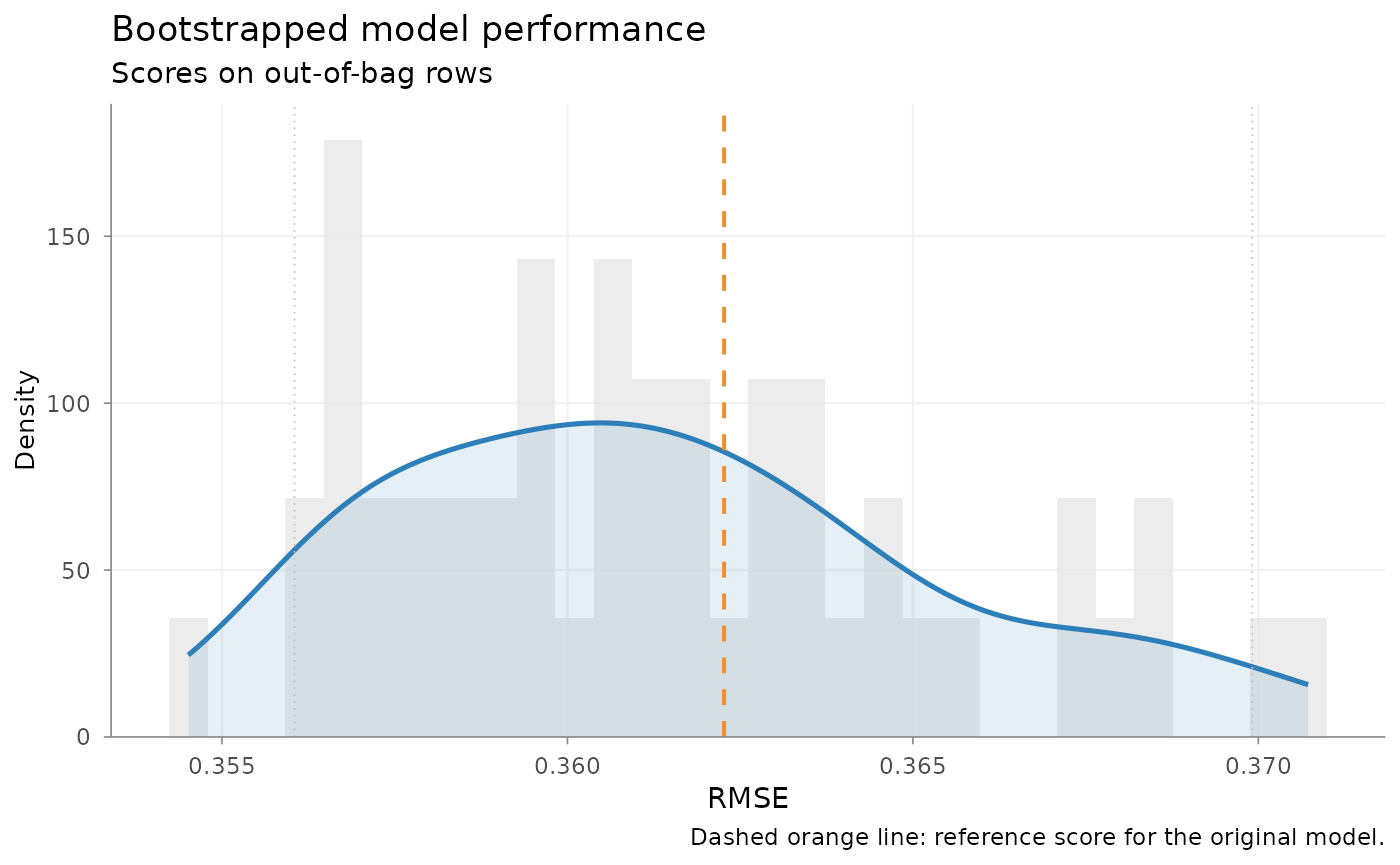 Bootstrapped model performance
Scores on out-of-bag rows
Density
150
100
50
0
0.355
0.360
0.365
0.370
RMSE
Dashed orange line: reference score for the original model.